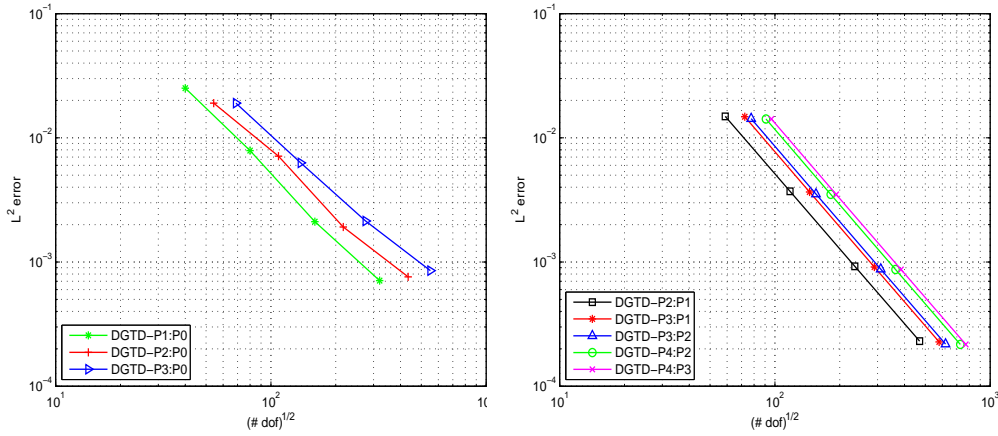 10^-1
10^-2
10^-3
10^-4
L^2 error
10^1
10^2
10
(# dof)^1/2
DGTD-P1:P0
DGTD-P2:P0
DGTD-P3:P0
10^-1
10^-2
10^-3
10^-4
L^2 error
10^1
10^2
10^3
(# dof)^1/2
DGTD-P2:P1
DGTD-P3:P1
DGTD-P3:P2
DGTD-P4:P2
DGTD-P4:P3